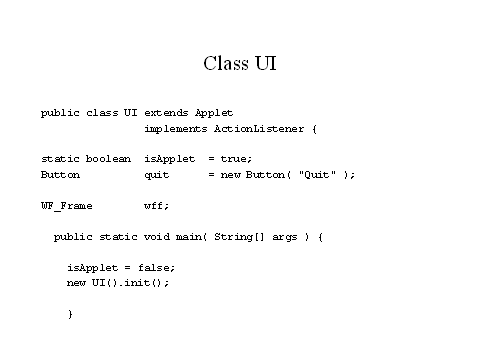 Class UI
public class UI extends Applet
implements ActionListener {
static boolean isApplet = true;
Button quit = new Button( "Quit" );
WF_Frame wff;
public static void main( String[] args ) {
isApplet = false;
new UI().init();
}